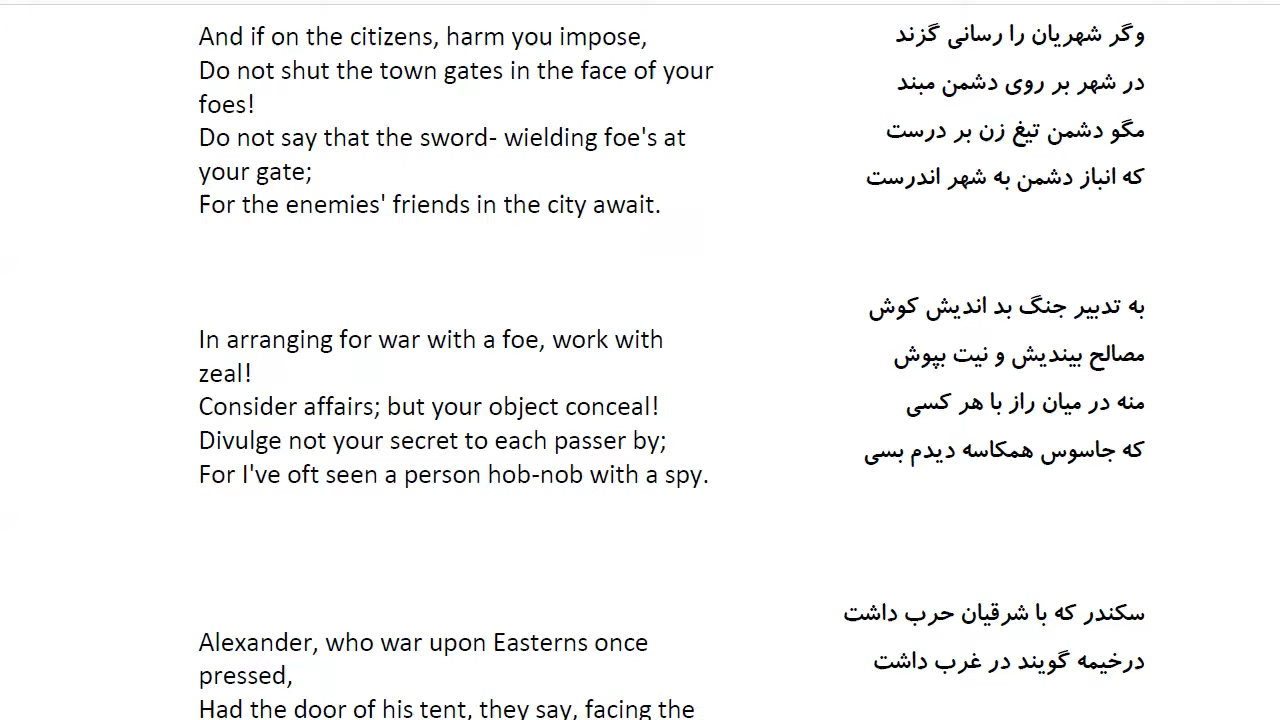 And if on the citizens, harm you impose,
Do not shut the town gates in the face of your
foes!
Do not say that the sword- wielding foe's at
your gate;
For the enemies' friends in the city await.
وگر شهریان را رسانی گزند
در شهر بر روی دشمن مبند
مگو دشمن تیغ زن بر درست
که انباز دشمن به شهر اندرست
In arranging for war with a foe, work with
zeal!
Consider affairs; but your object conceal!
Divulge not your secret to each passer by;
For I've oft seen a person hob-nob with a spy.
به تدبیر جنگ بد اندیش کوش
مصالح بیندیش و نیت بپوش
منه در میان راز با هر کسی
که جاسوس همکاسه دیدم بسی
Alexander, who war upon Easterns once
pressed,
Had the door of his tent, they say, facing the
سکندر که با شرقیان حرب داشت
درخیمه گویند در غرب داشت